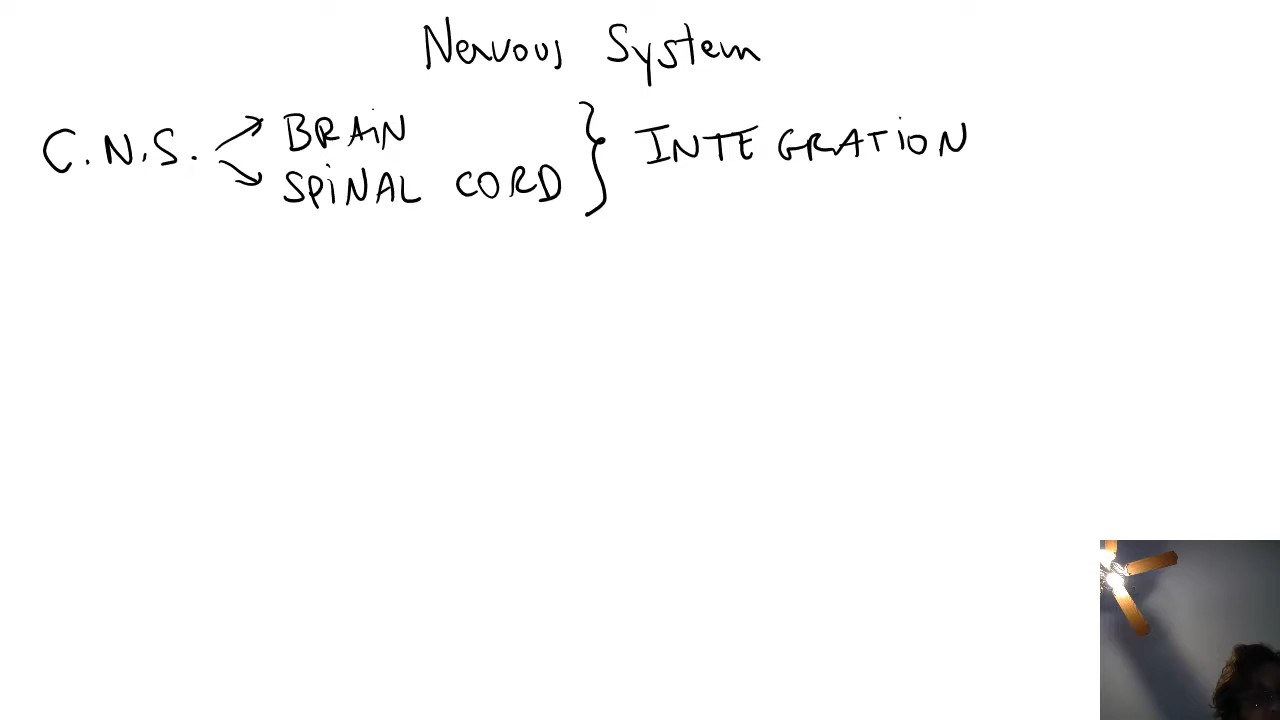 Nervous System
C.N.S. → BRAIN } INTEGRATION
→ SPINAL CORD